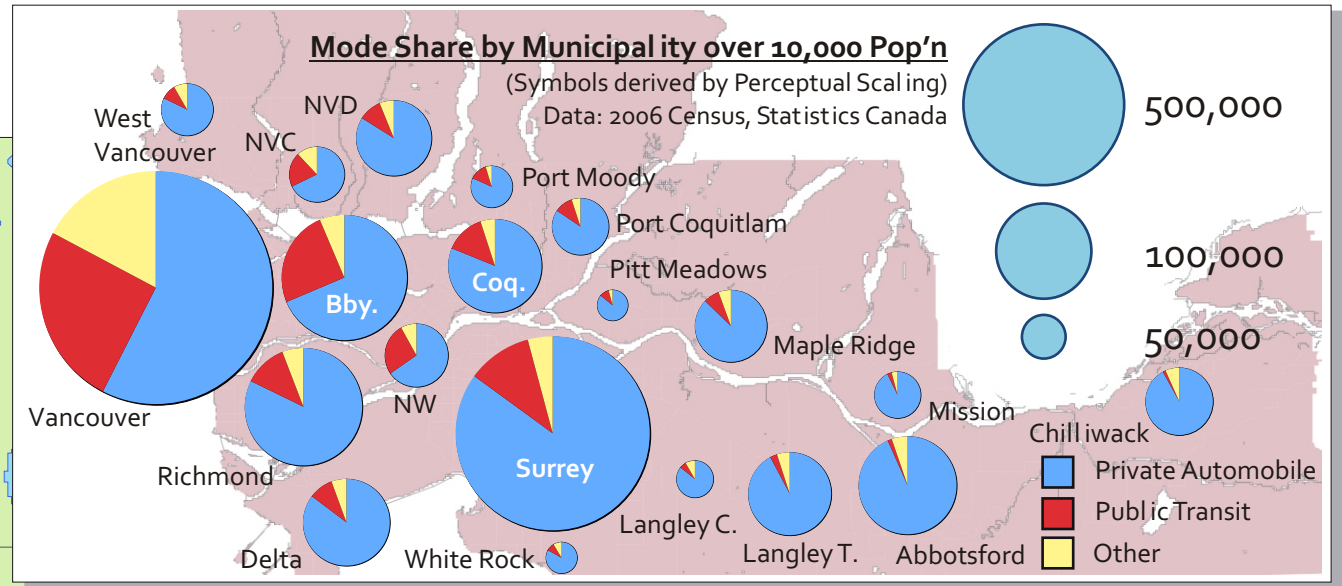 Mode Share by Municipality over 10,000 Pop'n
(Symbols derived by Perceptual Scaling)
Data: 2006 Census, Statistics Canada
500,000
100,000
50,000
West
Vancouver
NVD
NVC
Port Moody
Port Coquitlam
Pitt Meadows
Coq.
Bby.
Maple Ridge
NW
Vancouver
Mission
Richmond
Surrey
Chilliwack
Langley C.
Langley T.
Abbotsford
Delta
White Rock
Private Automobile
Public Transit
Other